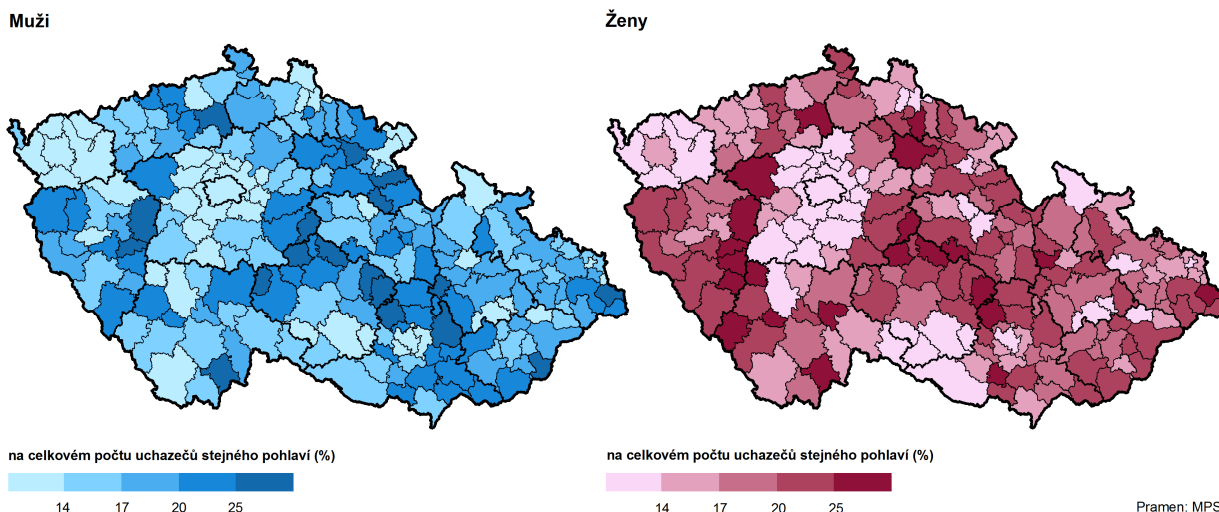 Muži
Ženy
na celkovém počtu uchazečů stejného pohlaví (%)
14 17 20 25
na celkovém počtu uchazečů stejného pohlaví (%)
14 17 20 25
Pramen: MPS